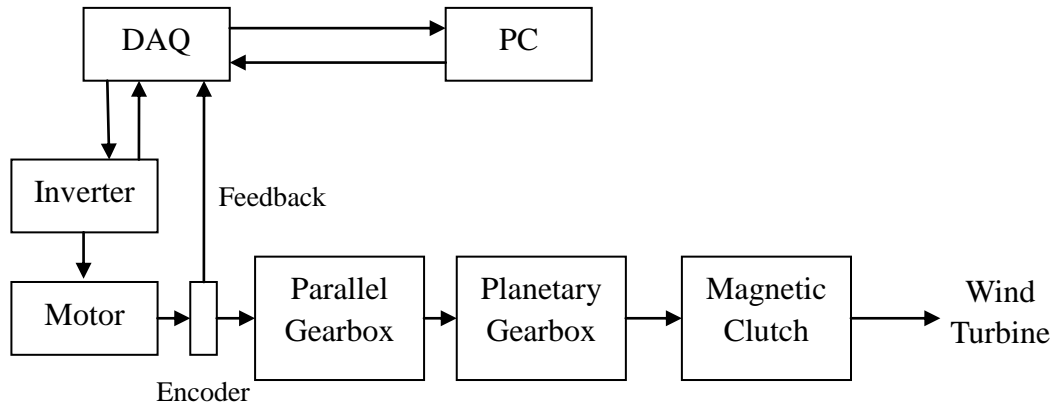 DAQ
PC
Inverter
Feedback
Motor
Encoder
Parallel
Gearbox
Planetary
Gearbox
Magnetic
Clutch
Wind
Turbine